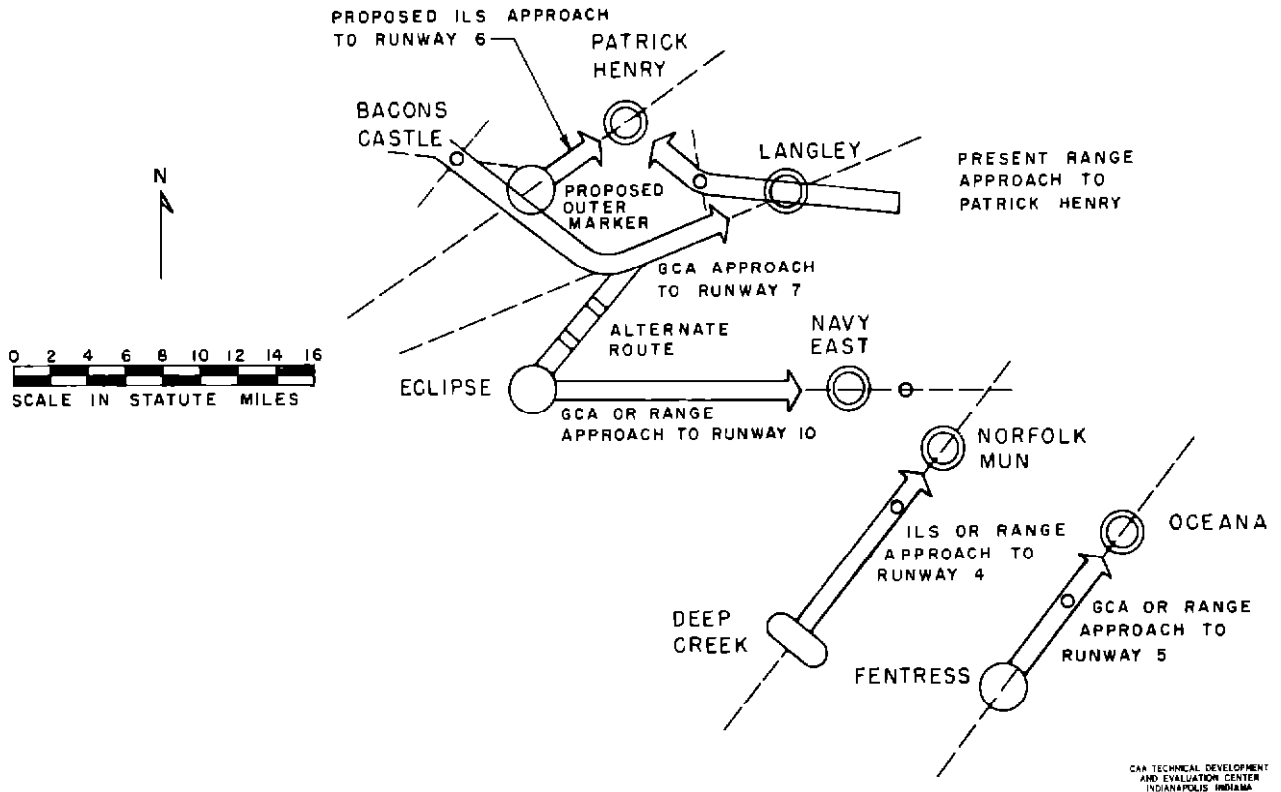 PROPOSED ILS APPROACH
TO RUNWAY 6
PATRICK
HENRY
BACONS
CASTLE
LANGLEY
PRESENT RANGE
APPROACH TO
PATRICK HENRY
N
PROPOSED
OUTER
MARKER
GCA APPROACH
TO RUNWAY 7
ALTERNATE
ROUTE
NAVY
EAST
0 2 4 6 8 10 12 14 16
SCALE IN STATUTE MILES
ECLIPSE
GCA OR RANGE
APPROACH TO RUNWAY 10
NORFOLK
MUN
OCEANA
ILS OR RANGE
APPROACH TO
RUNWAY 4
DEEP
CREEK
GCA OR RANGE
APPROACH TO
RUNWAY 5
FENTRESS
CAA TECHNICAL DEVELOPMENT
AND EVALUATION CENTER
INDIANAPOLIS INDIANA